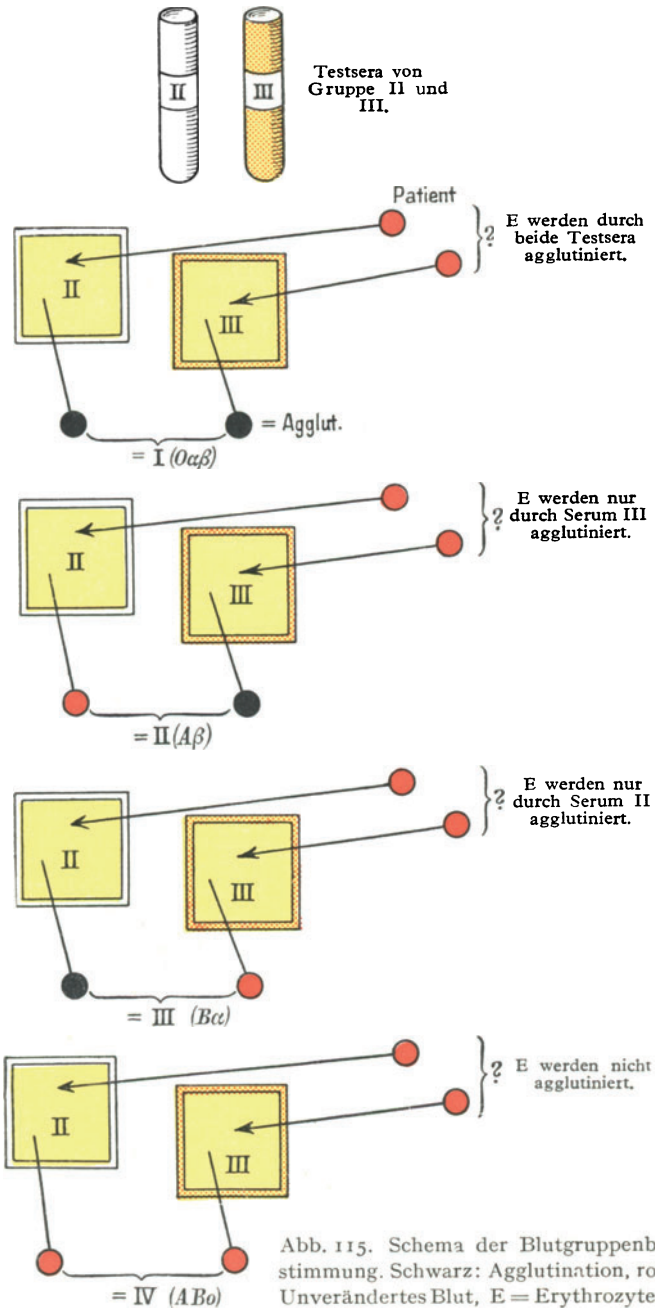 II
III
Testsera von
Gruppe II und
III.
Patient
II
III
? E werden durch
beide Testsera
agglutiniert.
= Agglut.
= I (Oαβ)
II
III
? E werden nur
durch Serum III
agglutiniert.
= II (Aβ)
II
III
? E werden nur
durch Serum II
agglutiniert.
= III (Bα)
II
III
? E werden nicht
agglutiniert.
= IV (ABo)
Abb. 115. Schema der Blutgruppenb
stimmung. Schwarz: Agglutination, ro
Unverändertes Blut, E = Erythrozyte